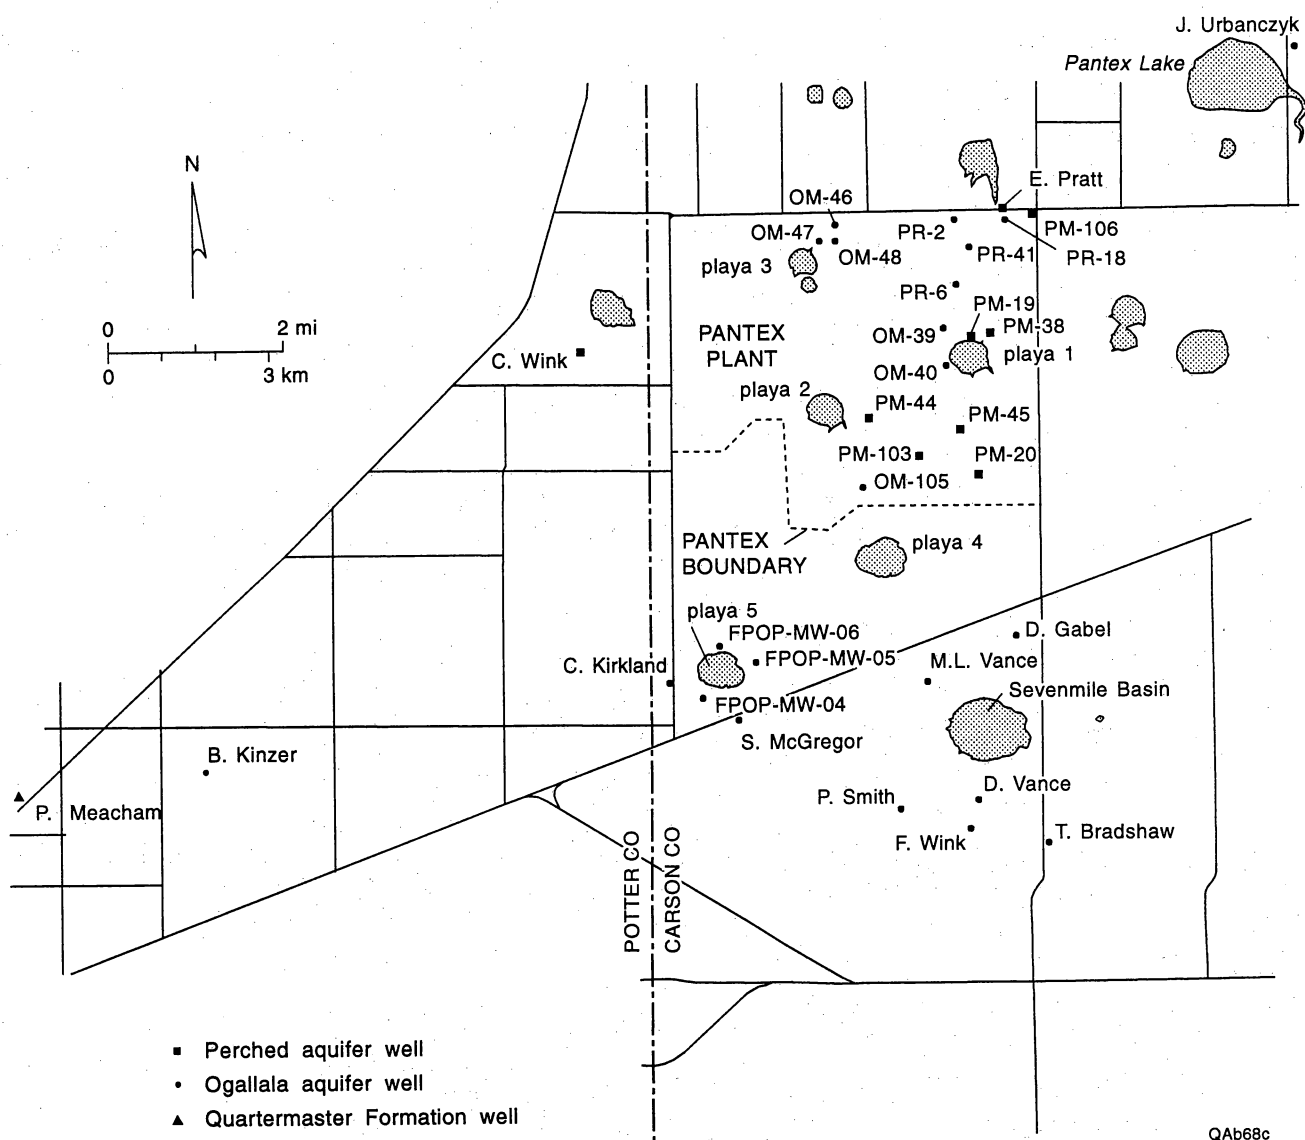 J. Urbanczyk
Pantex Lake
N
E. Pratt
OM-46
OM-47
PR-2
PM-106
OM-48
PR-41
PR-18
playa 3
PR-6
PM-19
0 2 mi
PANTEX
PLANT
OM-39
PM-38
playa 1
C. Wink
0 3 km
OM-40
playa 2
PM-44
PM-45
PM-103
PM-20
OM-105
PANTEX
BOUNDARY
playa 4
playa 5
FPOP-MW-06
D. Gabel
C. Kirkland
FPOP-MW-05
M.L. Vance
Sevenmile Basin
FPOP-MW-04
S. McGregor
B. Kinzer
D. Vance
P. Smith
P. Meacham
F. Wink
T. Bradshaw
POTTER CO
CARSON CO
Perched aquifer well
Ogallala aquifer well
Quartermaster Formation well
QAb68c